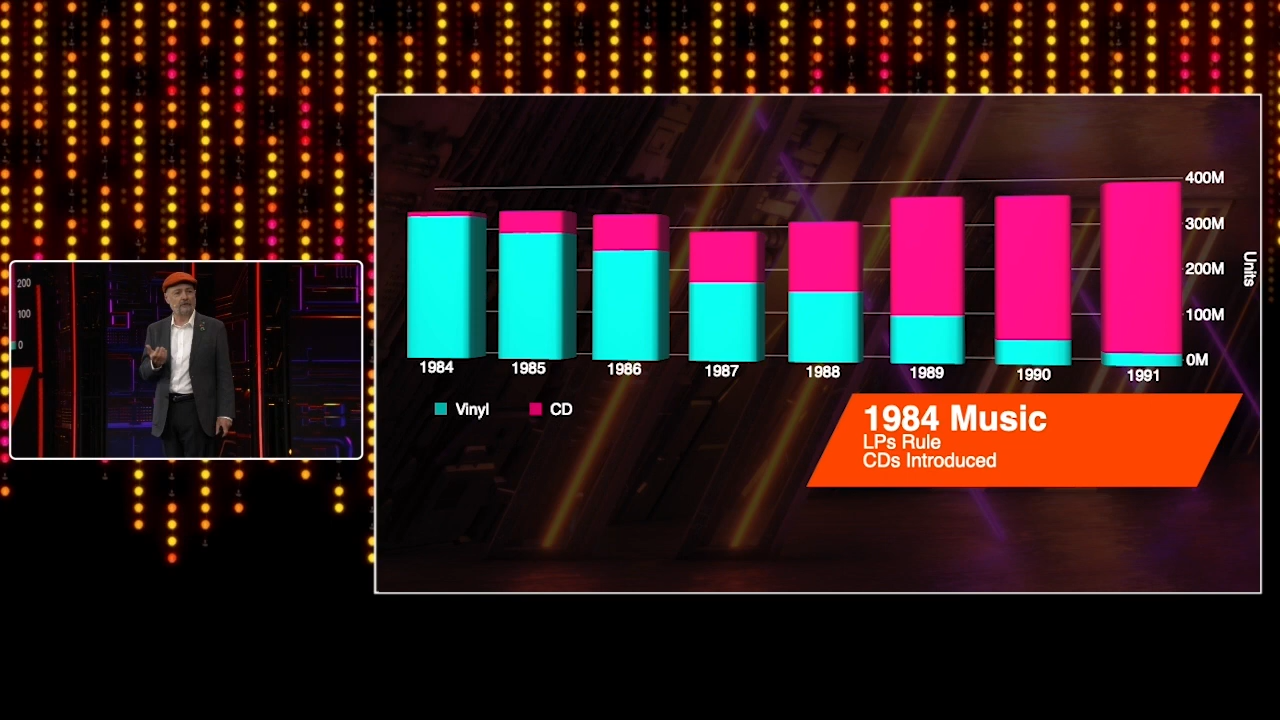 200
100
0
400M
300M
200M
100M
0M
Units
1984 1985 1986 1987 1988 1989 1990 1991
Vinyl CD
1984 Music
LPs Rule
CDs Introduced